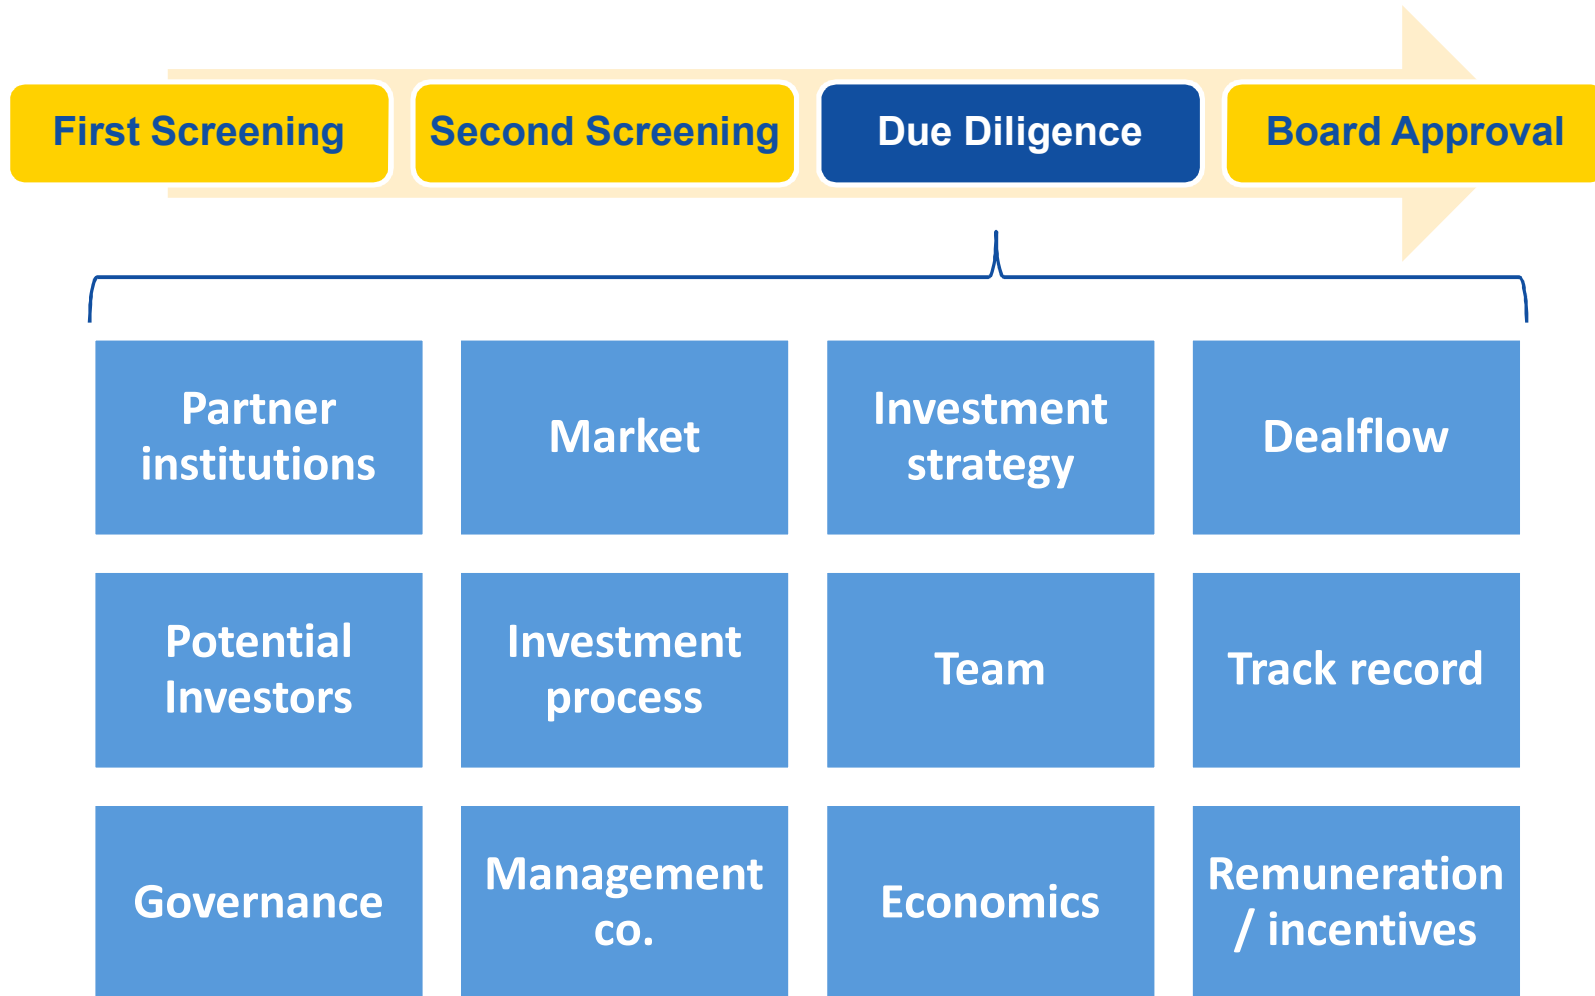 First Screening
Second Screening
Due Diligence
Board Approval
Partner
institutions
Market
Investment
strategy
Dealflow
Potential
Investors
Investment
process
Team
Track record
Governance
Management
co.
Economics
Remuneration
/ incentives